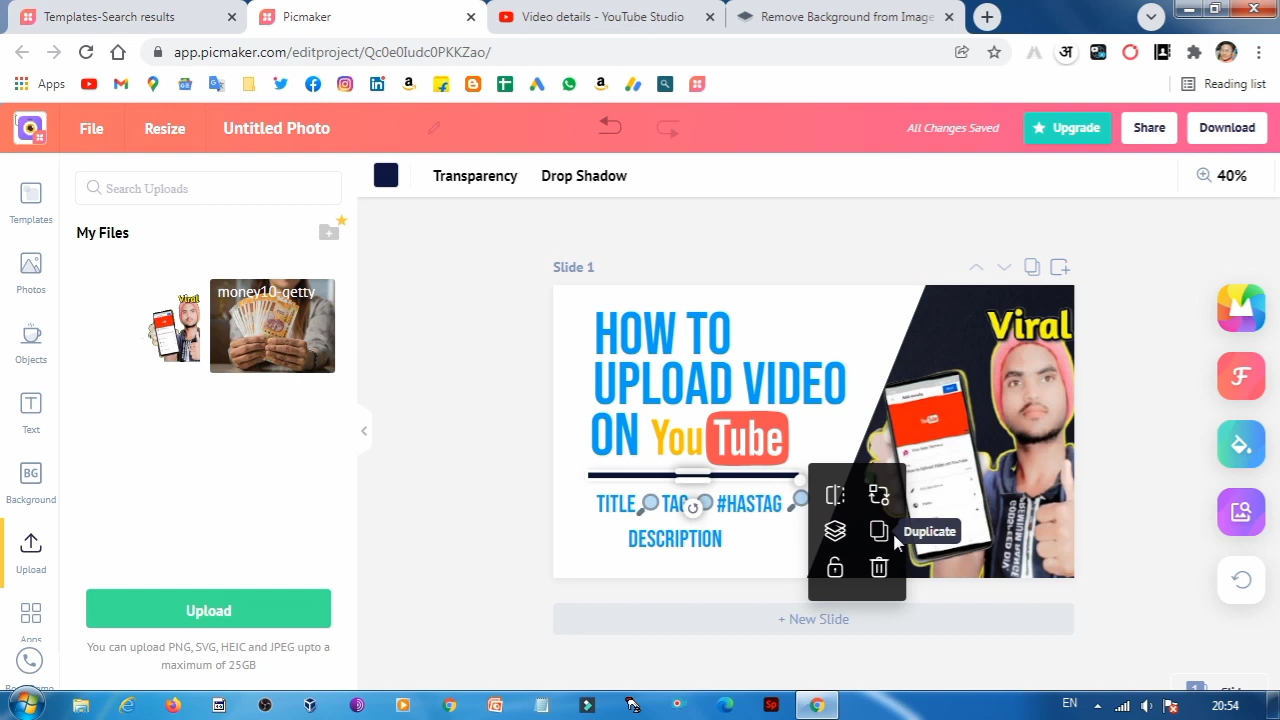 Templates-Search results
Picmaker
Video details - YouTube Studio
Remove Background from Image
app.picmaker.com/editproject/Qc0e0Iudc0PKKZao/
Apps
Reading list
File
Resize
Untitled Photo
All Changes Saved
Upgrade
Share
Download
Search Uploads
Transparency
Drop Shadow
40%
Templates
My Files
Photos
money10-getty
Viral
Objects
Text
Background
BG
Upload
Apps
Upload
You can upload PNG, SVG, HEIC and JPEG upto a
maximum of 25GB
Slide 1
HOW TO
UPLOAD VIDEO
ON YouTube
TITLE TAG #HASTAG
DESCRIPTION
Viral
Duplicate
+ New Slide
EN
20:54